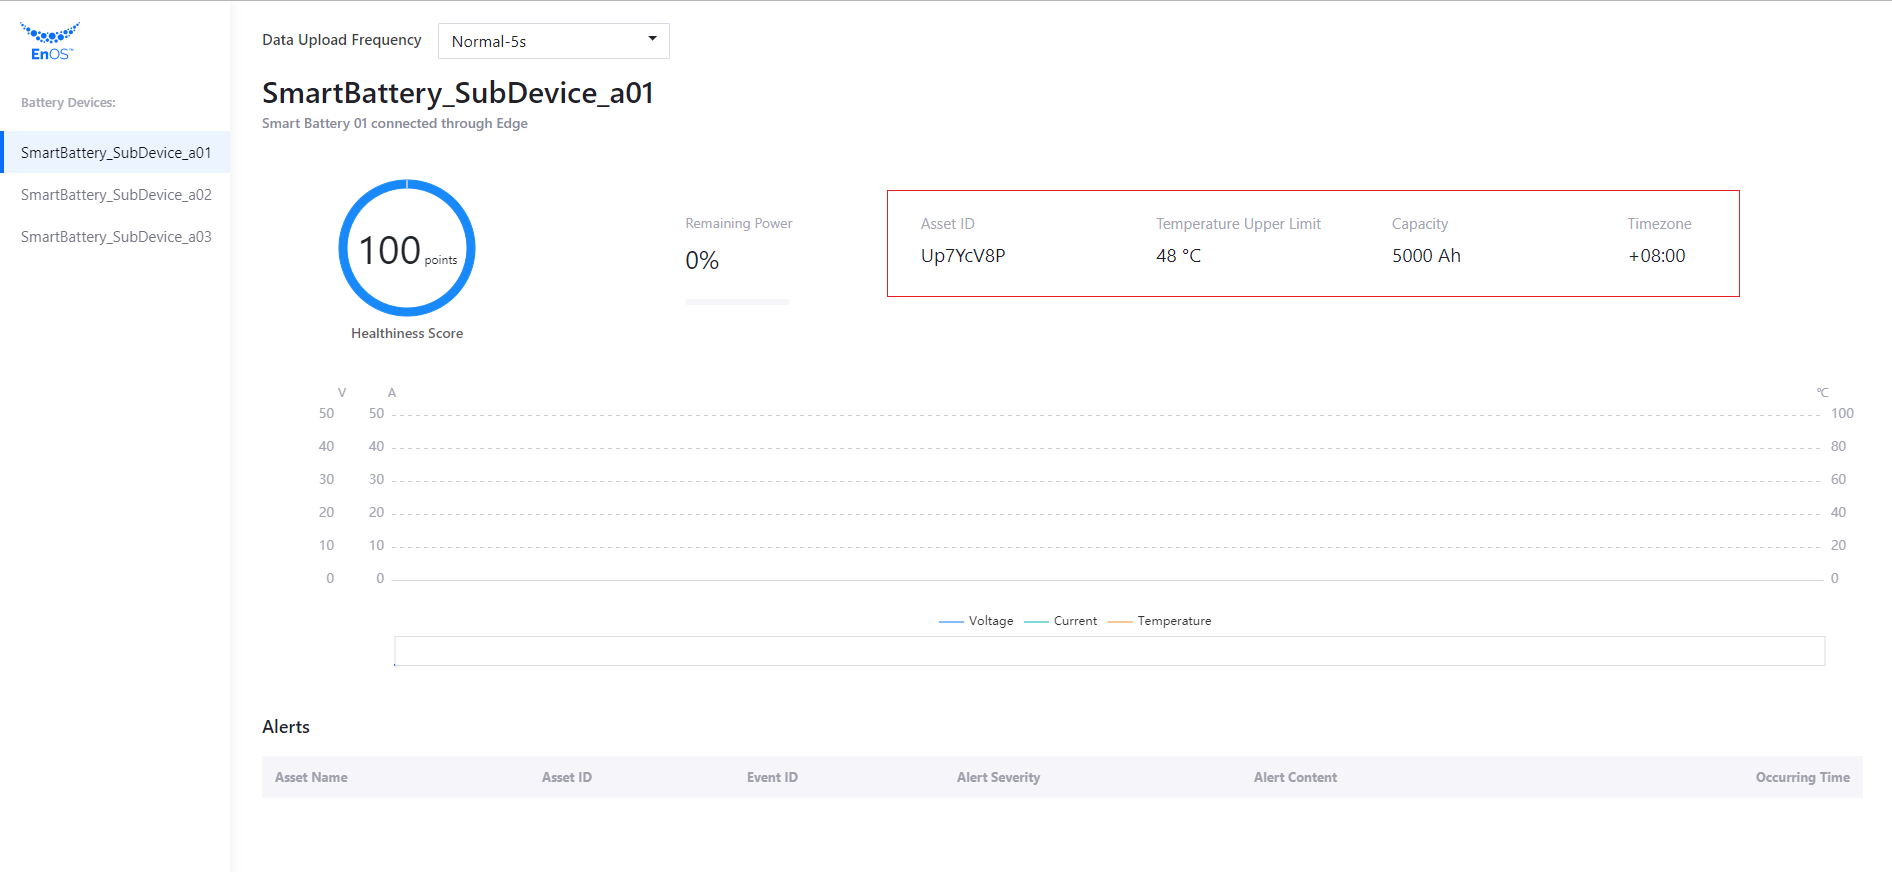 EnOS™
Battery Devices:
SmartBattery_SubDevice_a01
SmartBattery_SubDevice_a02
SmartBattery_SubDevice_a03
Data Upload Frequency Normal-5s
SmartBattery_SubDevice_a01
Smart Battery 01 connected through Edge
100 points
Healthiness Score
Remaining Power
0%
Asset ID Temperature Upper Limit Capacity Timezone
Up7YcV8P 48 °C 5000 Ah +08:00
V A °C
50 50 100
40 40 80
30 30 60
20 20 40
10 10 20
0 0 0
Voltage Current Temperature
Alerts
Asset Name Asset ID Event ID Alert Severity Alert Content Occurring Time